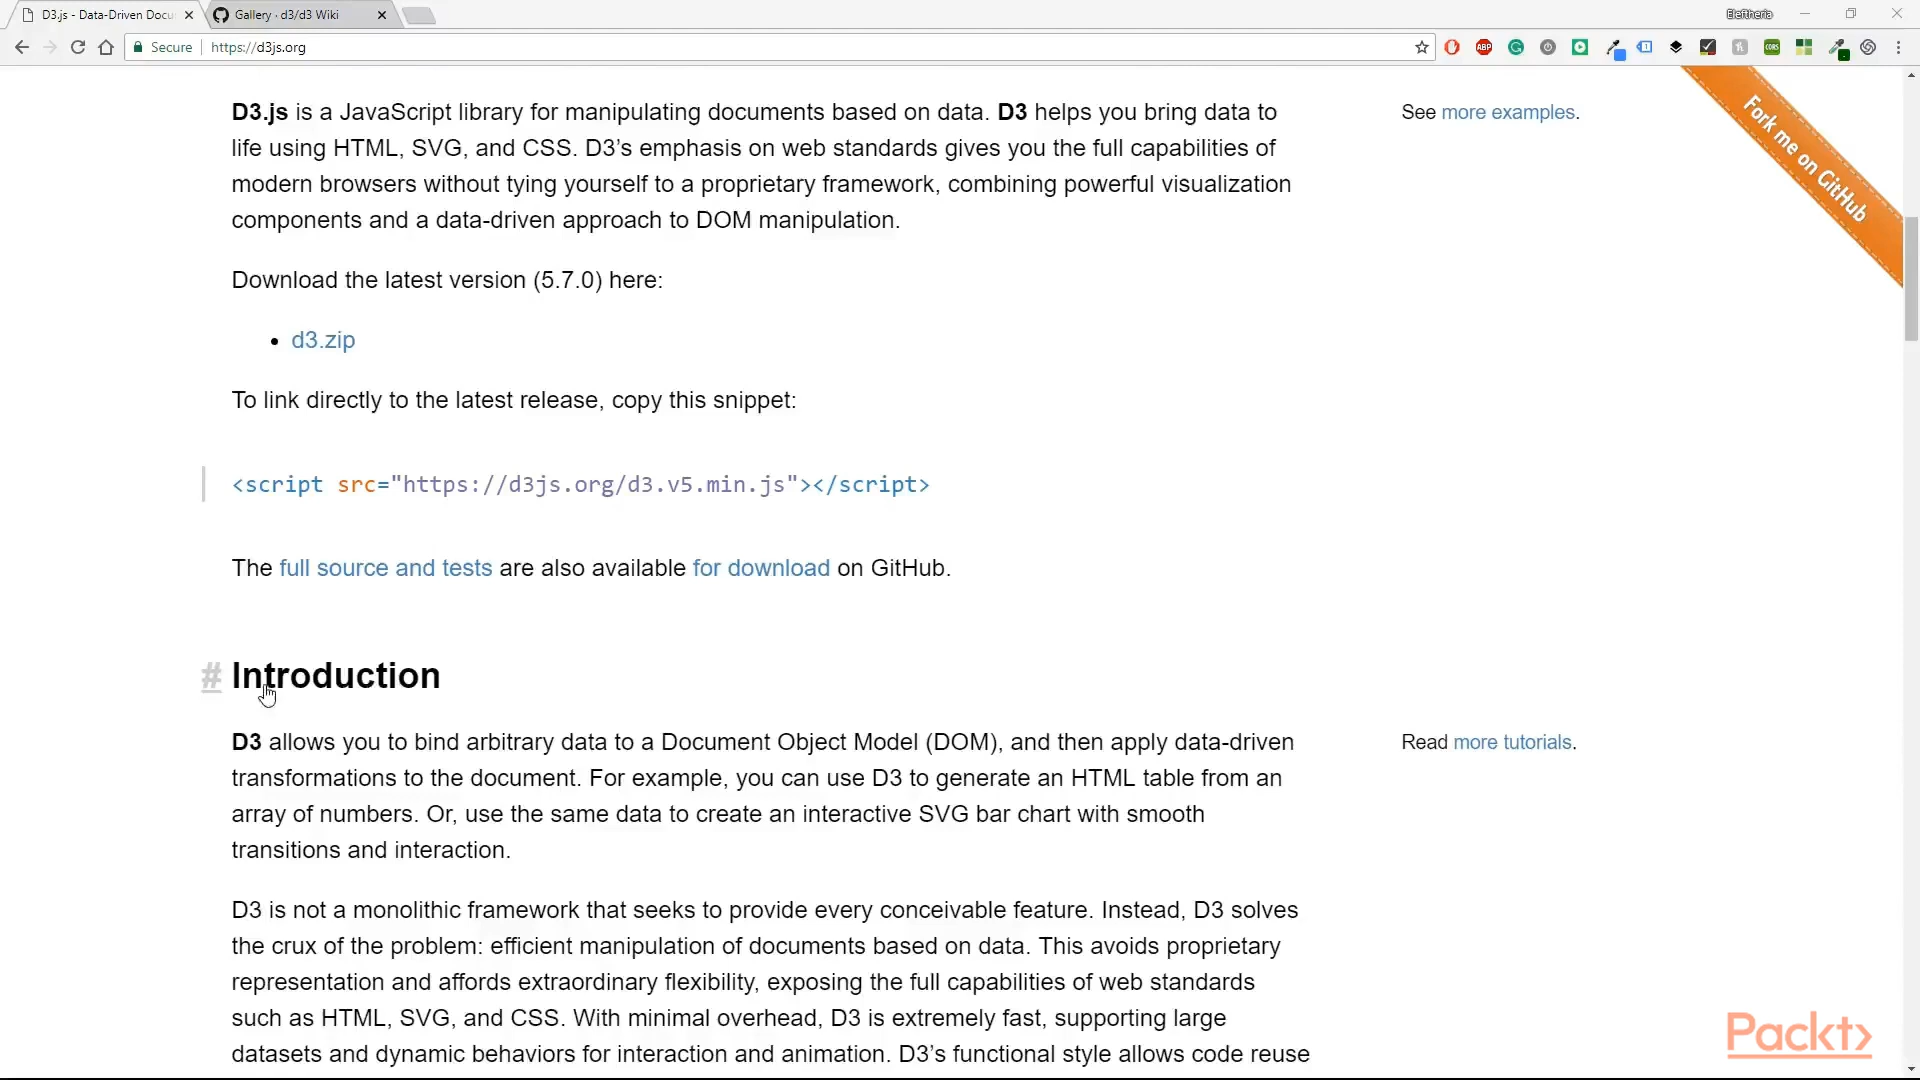 D3.js - Data-Driven Docu
Gallery · d3/d3 Wiki
Eleftheria
Secure
https://d3js.org
ABP
CORS
D3.js is a JavaScript library for manipulating documents based on data. D3 helps you bring data to
life using HTML, SVG, and CSS. D3’s emphasis on web standards gives you the full capabilities of
modern browsers without tying yourself to a proprietary framework, combining powerful visualization
components and a data-driven approach to DOM manipulation.
See more examples.
Fork me on GitHub
Download the latest version (5.7.0) here:
• d3.zip
To link directly to the latest release, copy this snippet:
<script src="https://d3js.org/d3.v5.min.js"></script>
The full source and tests are also available for download on GitHub.
# Introduction
D3 allows you to bind arbitrary data to a Document Object Model (DOM), and then apply data-driven
transformations to the document. For example, you can use D3 to generate an HTML table from an
array of numbers. Or, use the same data to create an interactive SVG bar chart with smooth
transitions and interaction.
Read more tutorials.
D3 is not a monolithic framework that seeks to provide every conceivable feature. Instead, D3 solves
the crux of the problem: efficient manipulation of documents based on data. This avoids proprietary
representation and affords extraordinary flexibility, exposing the full capabilities of web standards
such as HTML, SVG, and CSS. With minimal overhead, D3 is extremely fast, supporting large
datasets and dynamic behaviors for interaction and animation. D3’s functional style allows code reuse
Packt>